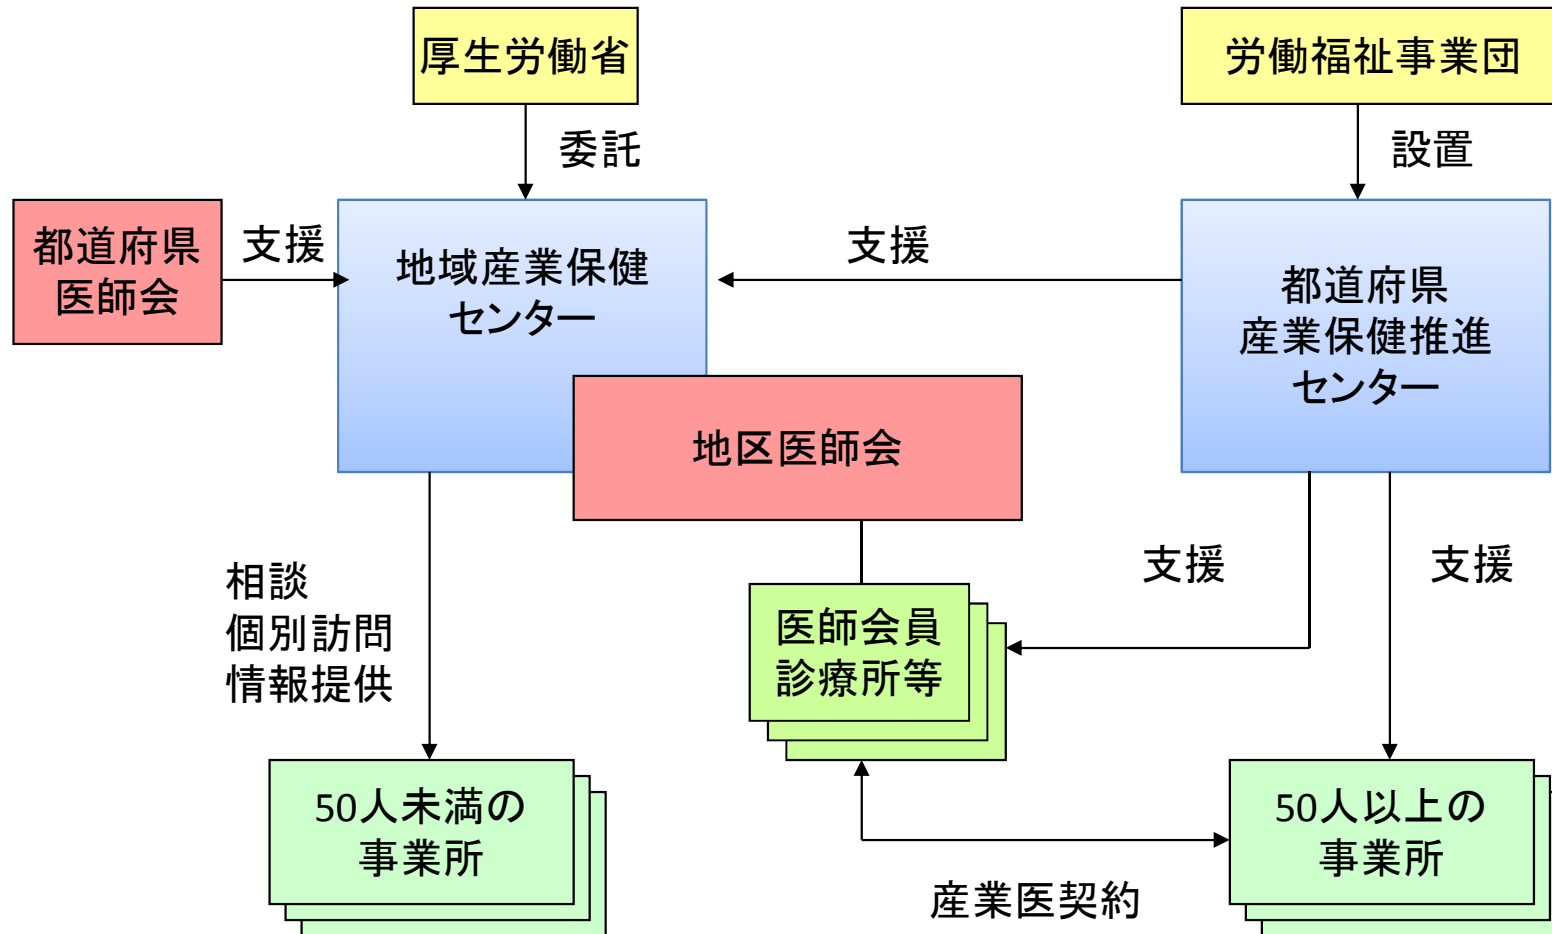 厚生労働省
労働福祉事業団
委託
設置
都道府県
医師会
支援
地域産業保健
センター
支援
都道府県
産業保健推進
センター
地区医師会
相談
個別訪問
情報提供
医師会員
診療所等
支援
支援
50人未満の
事業所
50人以上の
事業所
産業医契約